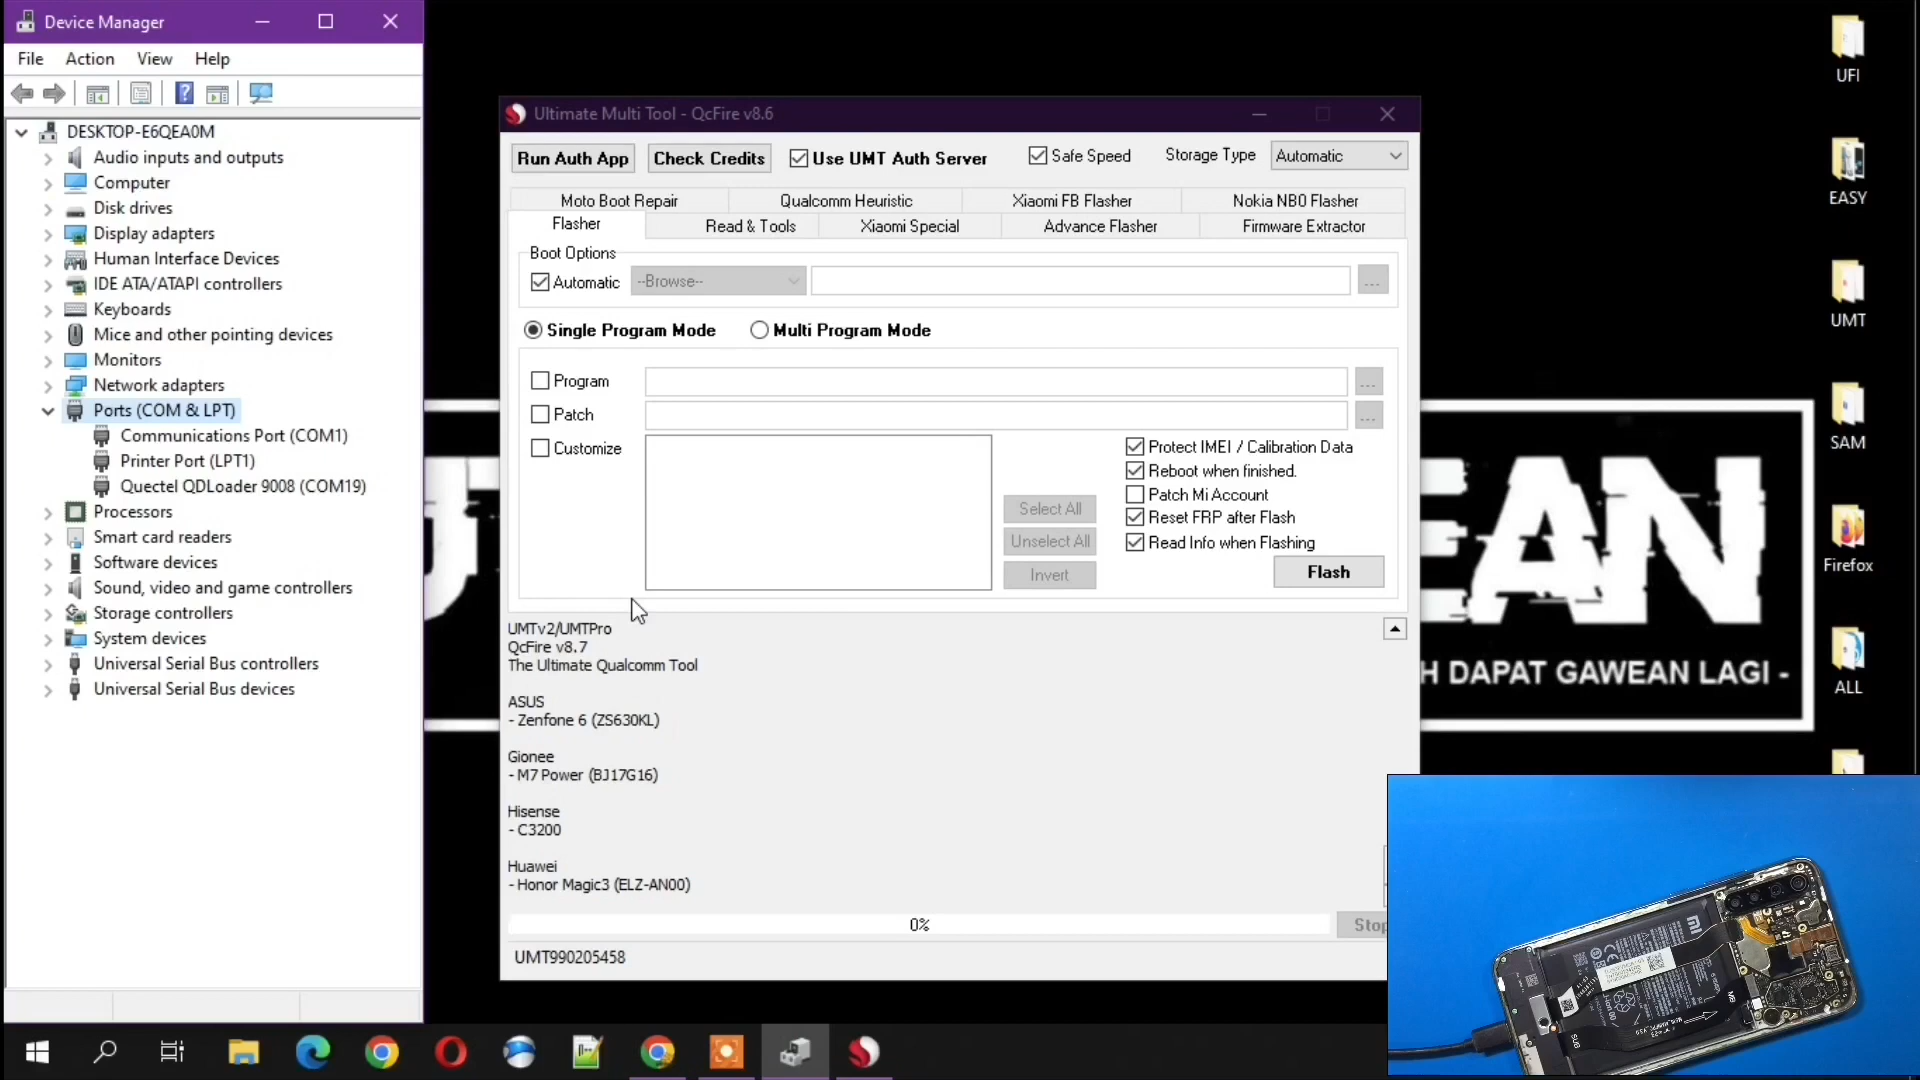 Device Manager
File Action View Help
DESKTOP-E6QEA0M
Audio inputs and outputs
Computer
Disk drives
Display adapters
Human Interface Devices
IDE ATA/ATAPI controllers
Keyboards
Mice and other pointing devices
Monitors
Network adapters
Ports (COM & LPT)
Communications Port (COM1)
Printer Port (LPT1)
Quectel QDLoader 9008 (COM19)
Processors
Smart card readers
Software devices
Sound, video and game controllers
Storage controllers
System devices
Universal Serial Bus controllers
Universal Serial Bus devices
Ultimate Multi Tool - QcFire v8.6
Run Auth App Check Credits Use UMT Auth Server Safe Speed Storage Type Automatic
Moto Boot Repair Qualcomm Heuristic Xiaomi FB Flasher Nokia NB0 Flasher
Flasher Read & Tools Xiaomi Special Advance Flasher Firmware Extractor
Boot Options
Automatic --Browse-- ...
Single Program Mode Multi Program Mode
Program ...
Patch ...
Customize
Select All
Unselect All
Invert
Protect IMEI / Calibration Data
Reboot when finished.
Patch Mi Account
Reset FRP after Flash
Read Info when Flashing
Flash
UMTv2/UMTPro
QcFire v8.7
The Ultimate Qualcomm Tool
ASUS
- Zenfone 6 (ZS630KL)
Gionee
- M7 Power (BJ17G16)
Hisense
- C3200
Huawei
- Honor Magic3 (ELZ-AN00)
0% Stop
UMT990205458
EAN
H DAPAT GAWEAN LAGI -
UFI
EASY
UMT
SAM
Firefox
ALL